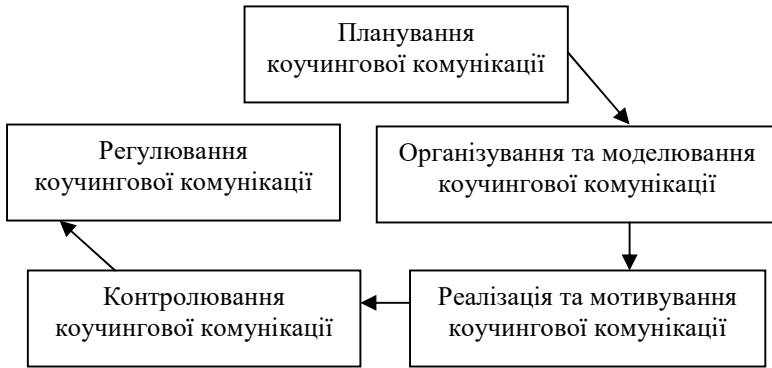 Планування
коучингової комунікації
Організування та моделювання
коучингової комунікації
Реалізація та мотивування
коучингової комунікації
Контролювання
коучингової комунікації
Регулювання
коучингової комунікації